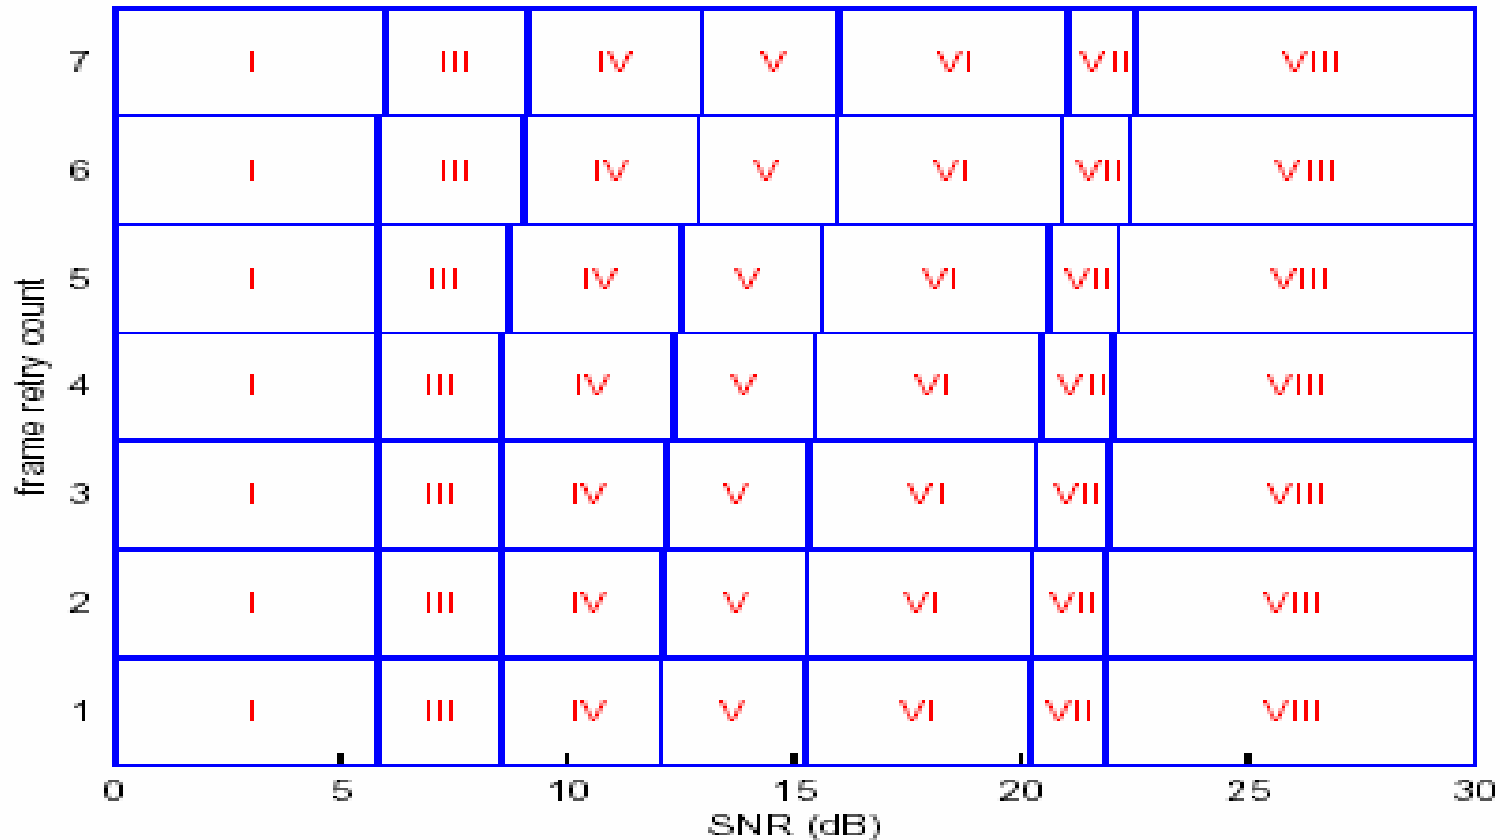 7 I III IV V VI VII VIII
6 I III IV V VI VII VIII
5 I III IV V VI VII VIII
4 I III IV V VI VII VIII
3 I III IV V VI VII VIII
2 I III IV V VI VII VIII
1 I III IV V VI VII VIII
0 5 10 15 20 25 30
SNR (dB)
frame retry count